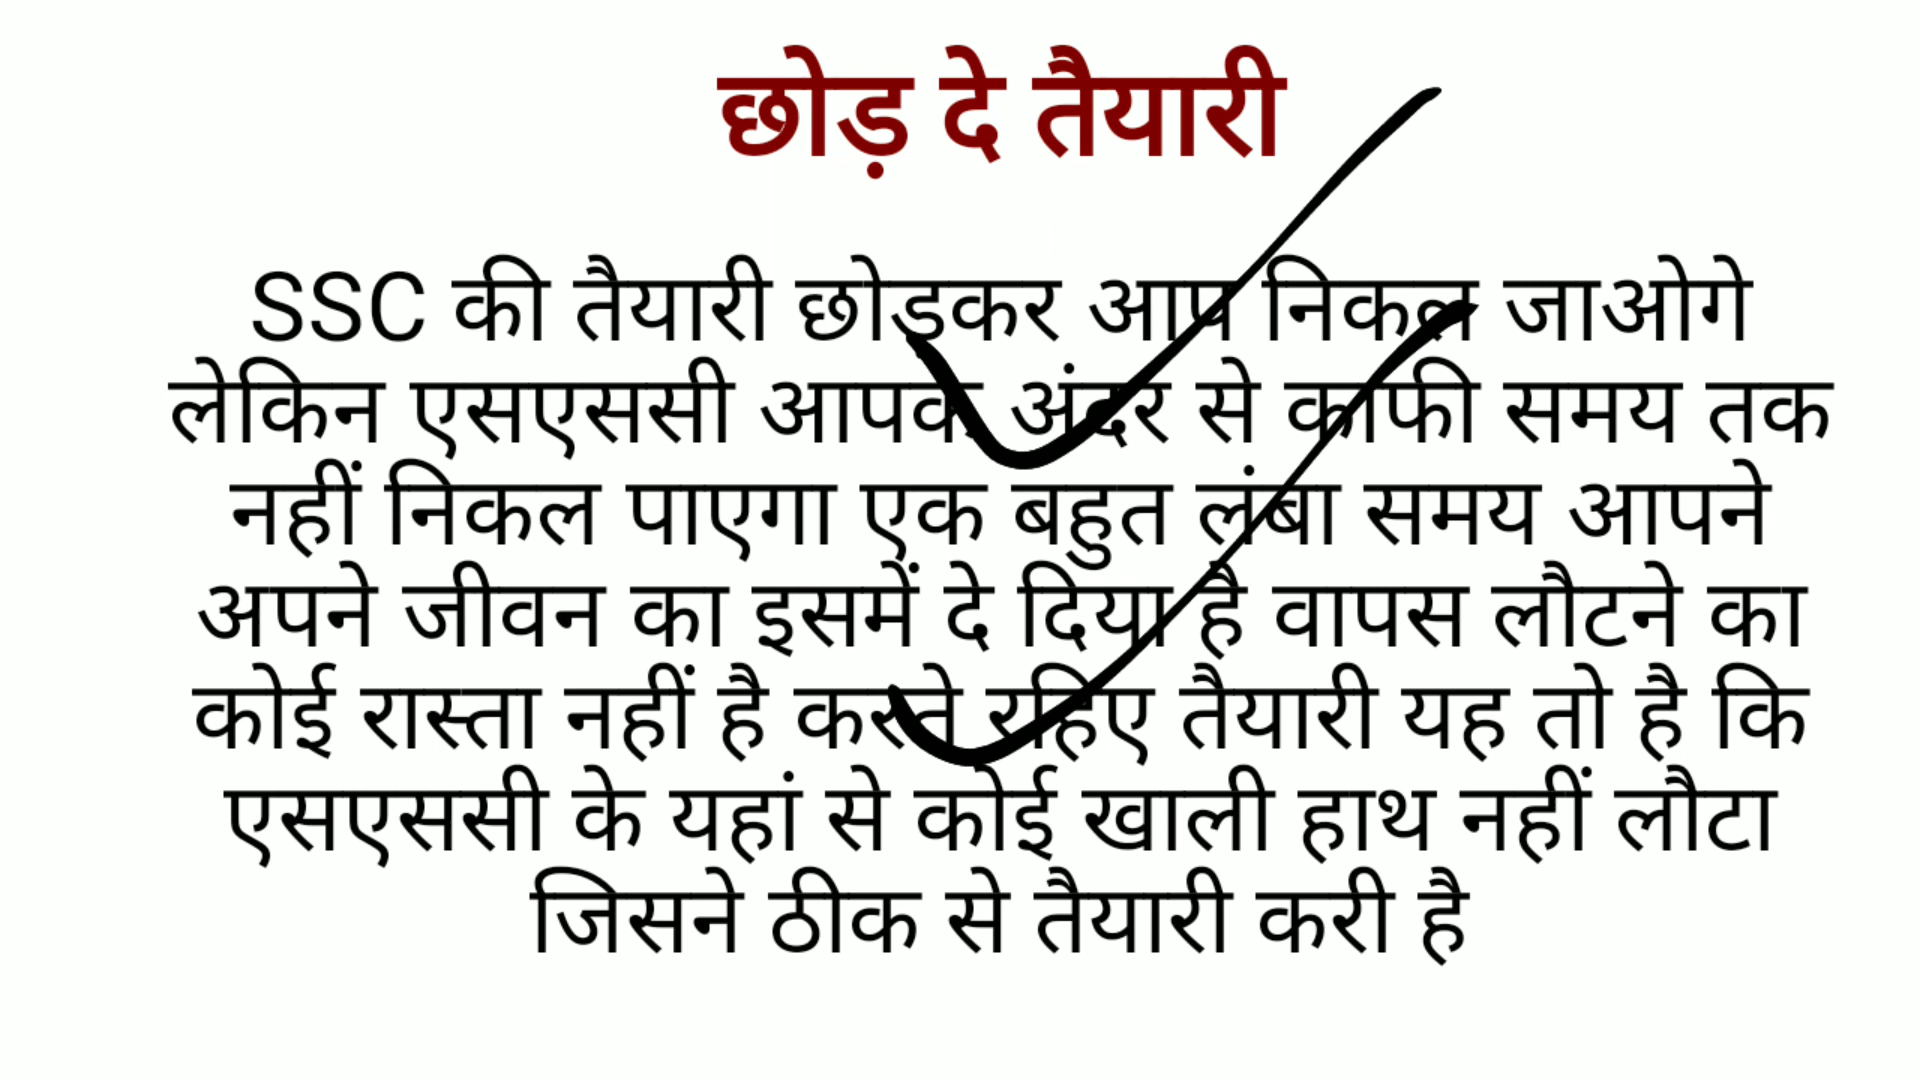 छोड़ दे तैयारी
SSC की तैयारी छोडकर आप निकल जाओगे
लेकिन एसएससी आपके अंदर से काफी समय तक
नहीं निकल पाएगा एक बहुत लंबा समय आपने
अपने जीवन का इसमें दे दिया है वापस लौटने का
कोई रास्ता नहीं है करते रहिए तैयारी यह तो है कि
एसएससी के यहां से कोई खाली हाथ नहीं लौटा
जिसने ठीक से तैयारी करी है